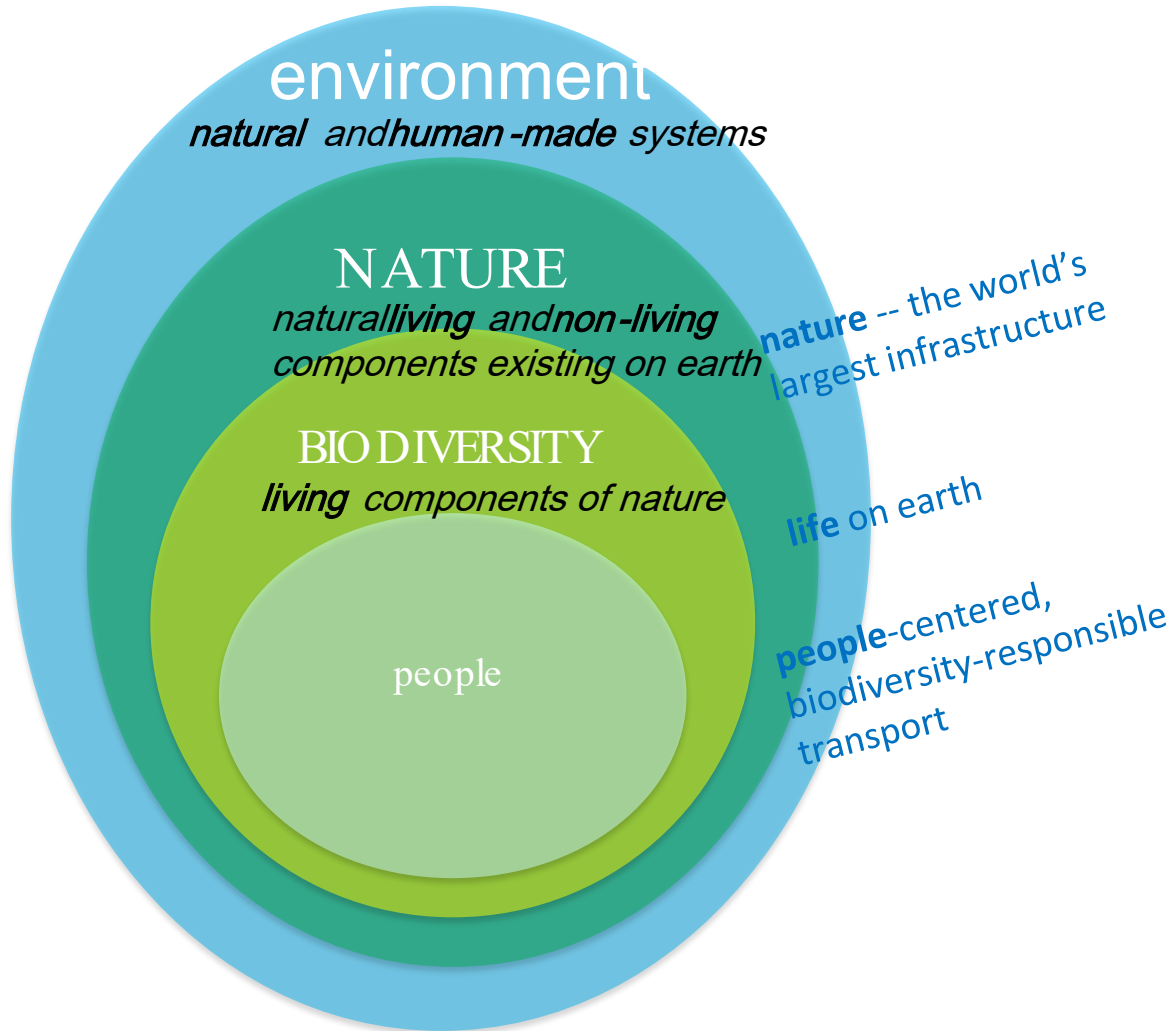 environment
natural andhuman-made systems
NATURE
naturalliving andnon-living
components existing on earth
nature -- the world’s
largest infrastructure
BIODIVERSITY
living components of nature
life on earth
people
people-centered,
biodiversity-responsible
transport